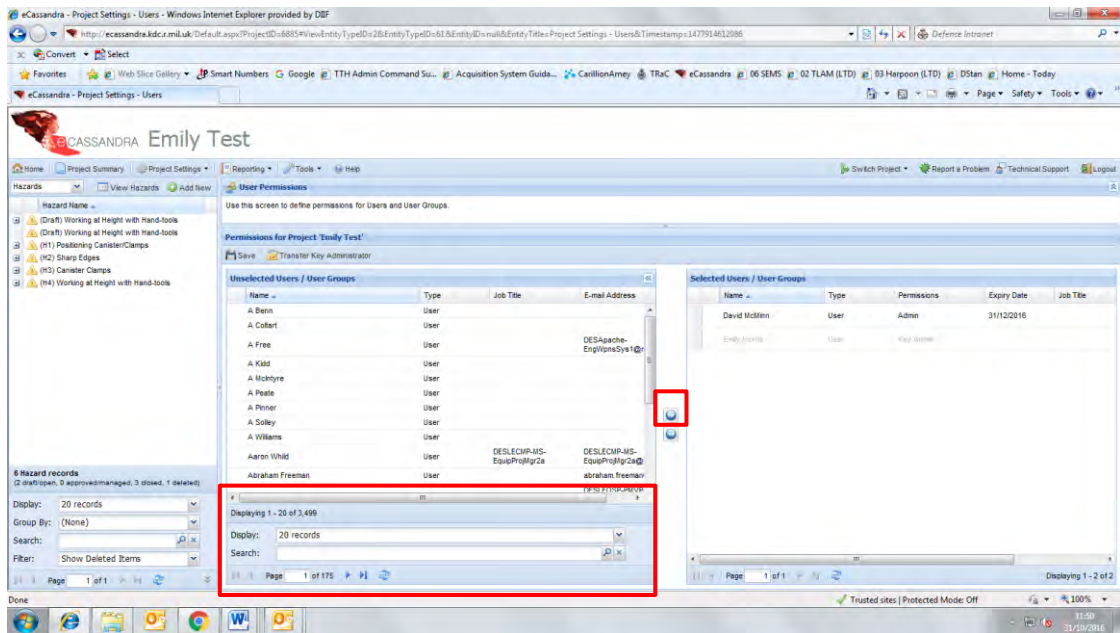 eCassandra - Project Settings - Users - Windows Internet Explorer provided by DIIF
http://ecassandra.kdc.r.mil.uk/Default.aspx?ProjectID=6885#ViewEntityTypeID=2&EntityTypeID=61&EntityID=null&EntityTitle=Project Settings - Users&Timestamp=1477914612986
Defence Intranet
x Convert Select
Favorites Web Slice Gallery Smart Numbers Google TTH Admin Command Su... Acquisition System Guida... CarillionAmey TRaC eCassandra 06 SEMS 02 TLAM (LTD) 03 Harpoon (LTD) DStan Home - Today
eCassandra - Project Settings - Users
Page Safety Tools
eCASSANDRA Emily Test
Home Project Summary Project Settings Reporting Tools Help Switch Project Report a Problem Technical Support Logout
Hazards View Hazards Add New
User Permissions
Hazard Name
Use this screen to define permissions for Users and User Groups.
(Draft) Working at Height with Hand-tools
(Draft) Working at Height with Hand-tools
(H1) Positioning Canister/Clamps
(H2) Sharp Edges
(H3) Canister Clamps
(H4) Working at Height with Hand-tools
Permissions for Project 'Emily Test'
Save Transfer Key Administrator
Unselected Users / User Groups
Name Type Job Title E-mail Address
A Benn User
A Collart User
A Free User DESApache-
EngWpnsSys1@r
A Kidd User
A McIntyre User
A Peate User
A Pinner User
A Solley User
A Williams User
Aaron Whild User DESLECMP-MS-EquipProjMgr2a DESLECMP-MS-EquipProjMgr2a@
Abraham Freeman User abraham.freeman
Displaying 1 - 20 of 3,499
Display: 20 records
Search:
Page 1 of 175
Selected Users / User Groups
Name Type Permissions Expiry Date Job Title
David McMinn User Admin 31/12/2016
User Key Admin
Page 1 of 1 Displaying 1 - 2 of 2
6 Hazard records
(2 draft/open, 0 approved/managed, 3 closed, 1 deleted)
Display: 20 records
Group By: (None)
Search:
Filter: Show Deleted Items
Page 1 of 1
Done Trusted sites | Protected Mode: Off 100%
11:50
31/10/2016